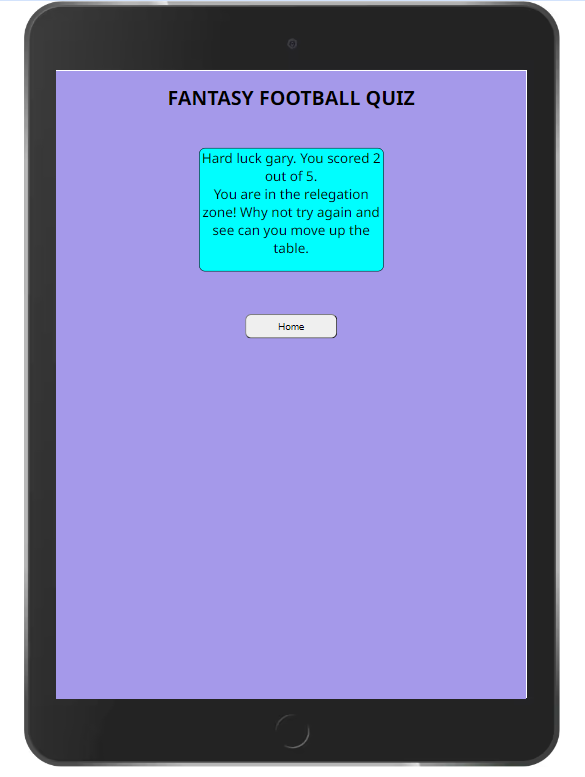 FANTASY FOOTBALL QUIZ
Hard luck gary. You scored 2
out of 5.
You are in the relegation
zone! Why not try again and
see can you move up the
table.
Home